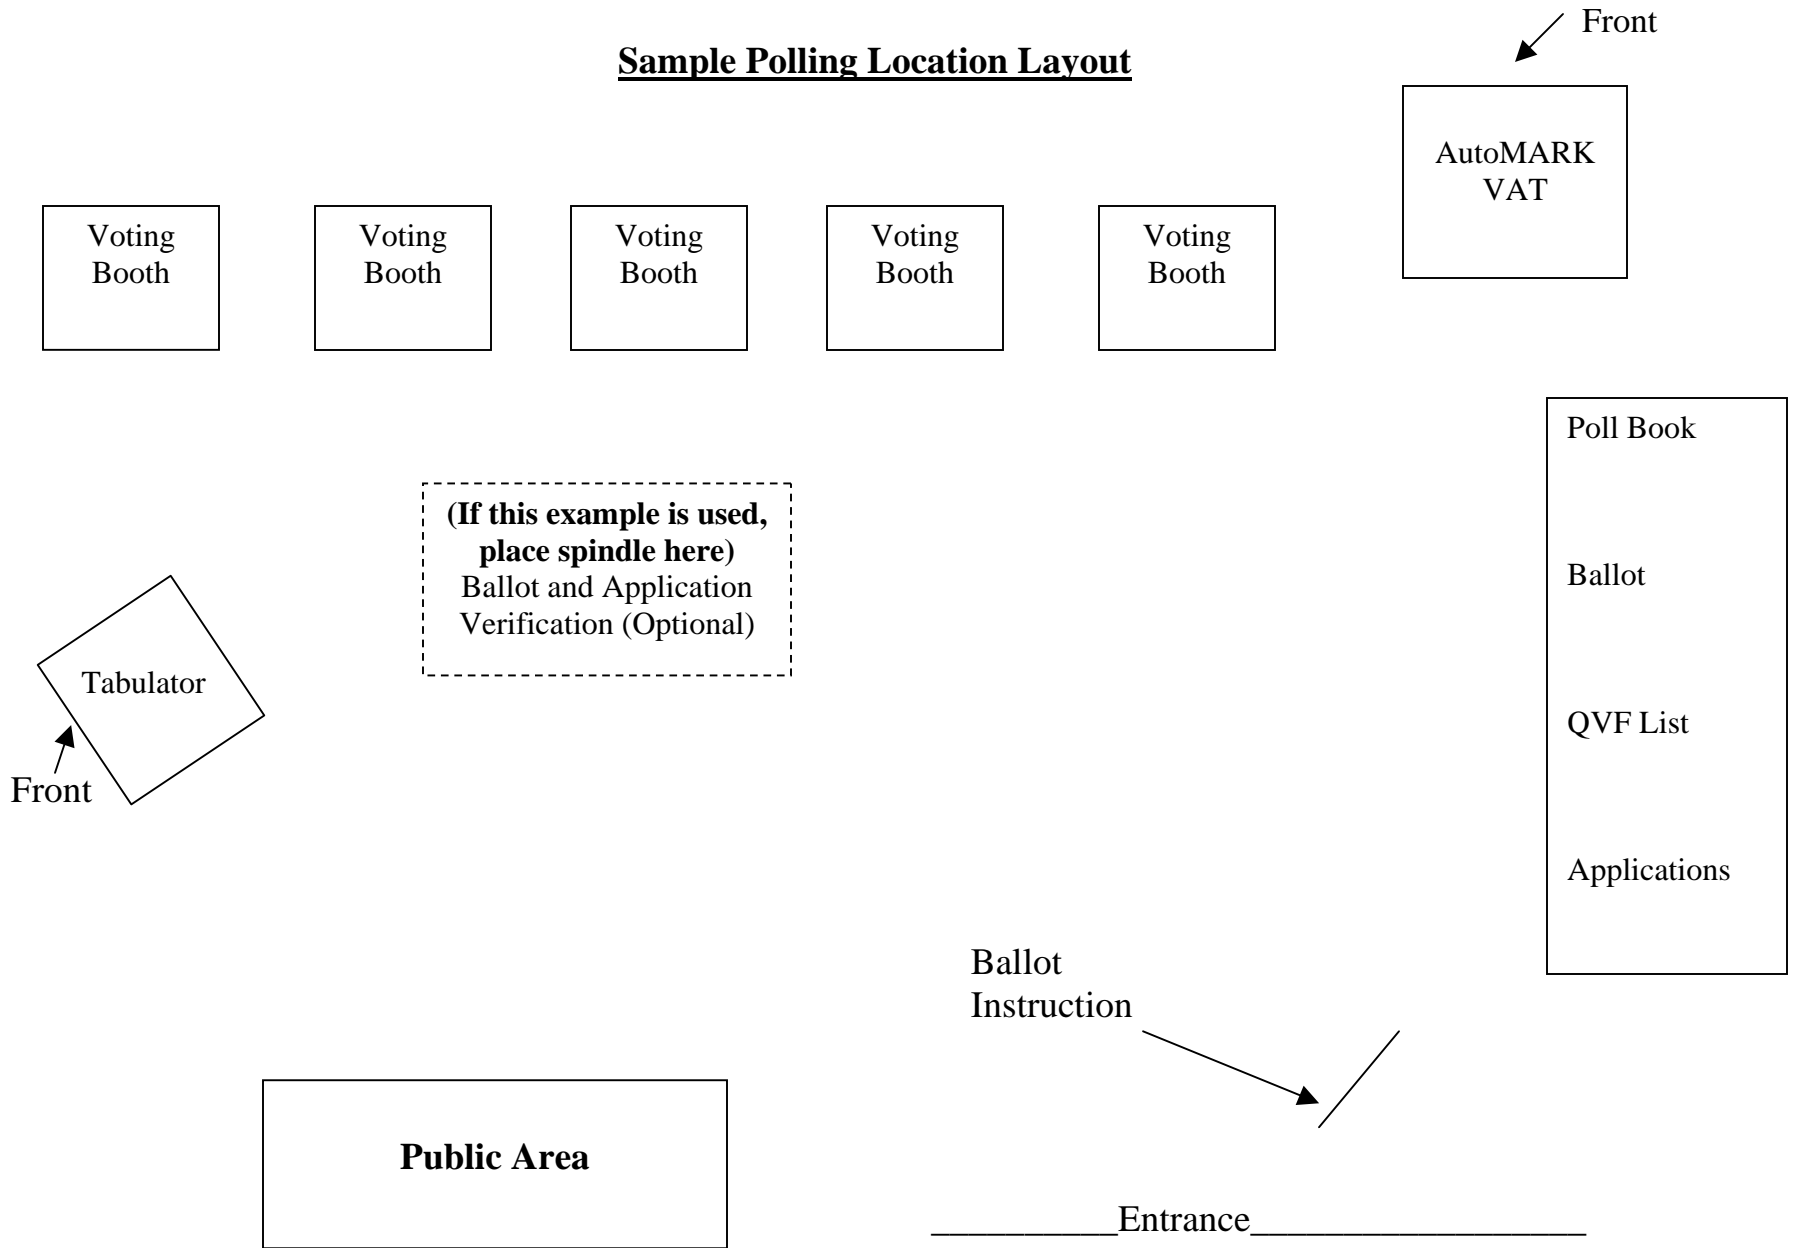 Front
Sample Polling Location Layout
AutoMARK
VAT
Voting
Booth
Voting
Booth
Voting
Booth
Voting
Booth
Voting
Booth
Poll Book
(If this example is used,
place spindle here)
Ballot and Application
Verification (Optional)
Ballot
Tabulator
QVF List
Front
Applications
Ballot
Instruction
Public Area
__________Entrance__________________